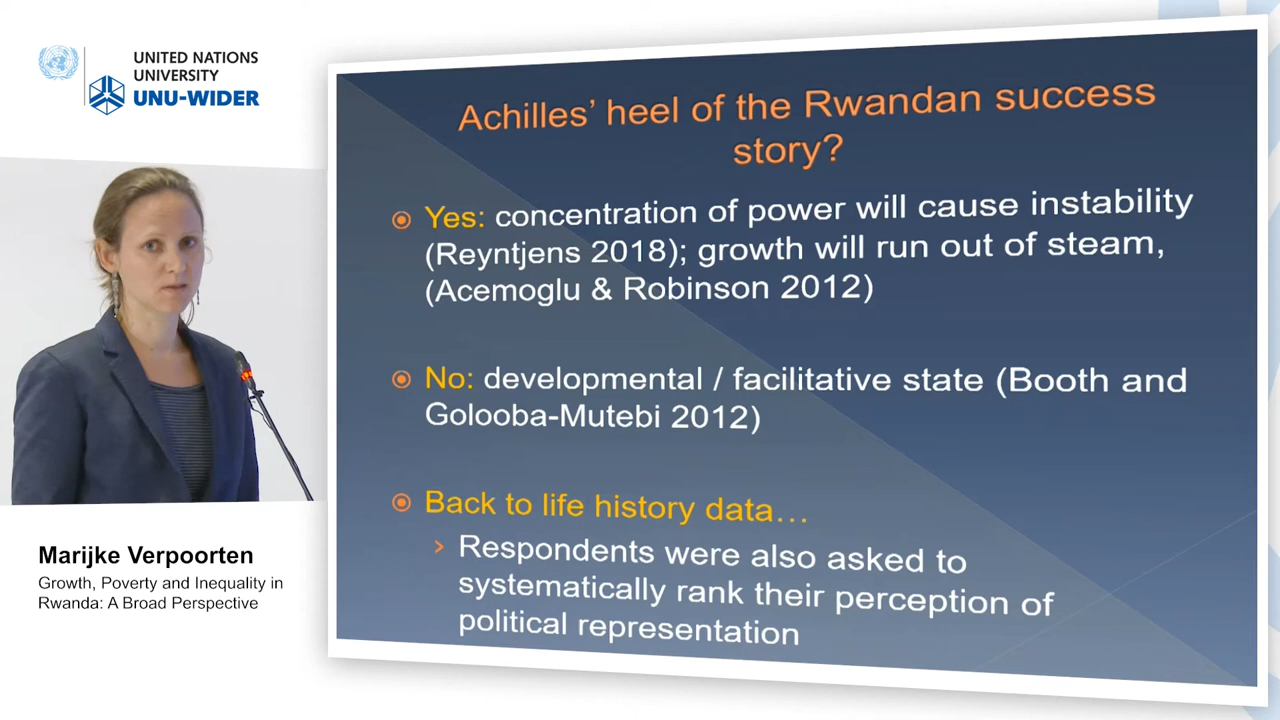 UNITED NATIONS
UNIVERSITY
UNU-WIDER
Achilles’ heel of the Rwandan success
story?
Yes: concentration of power will cause instability
(Reyntjens 2018); growth will run out of steam,
(Acemoglu & Robinson 2012)
No: developmental / facilitative state (Booth and
Golooba-Mutebi 2012)
Back to life history data…
Respondents were also asked to
systematically rank their perception of
political representation
Marijke Verpoorten
Growth, Poverty and Inequality in
Rwanda: A Broad Perspective